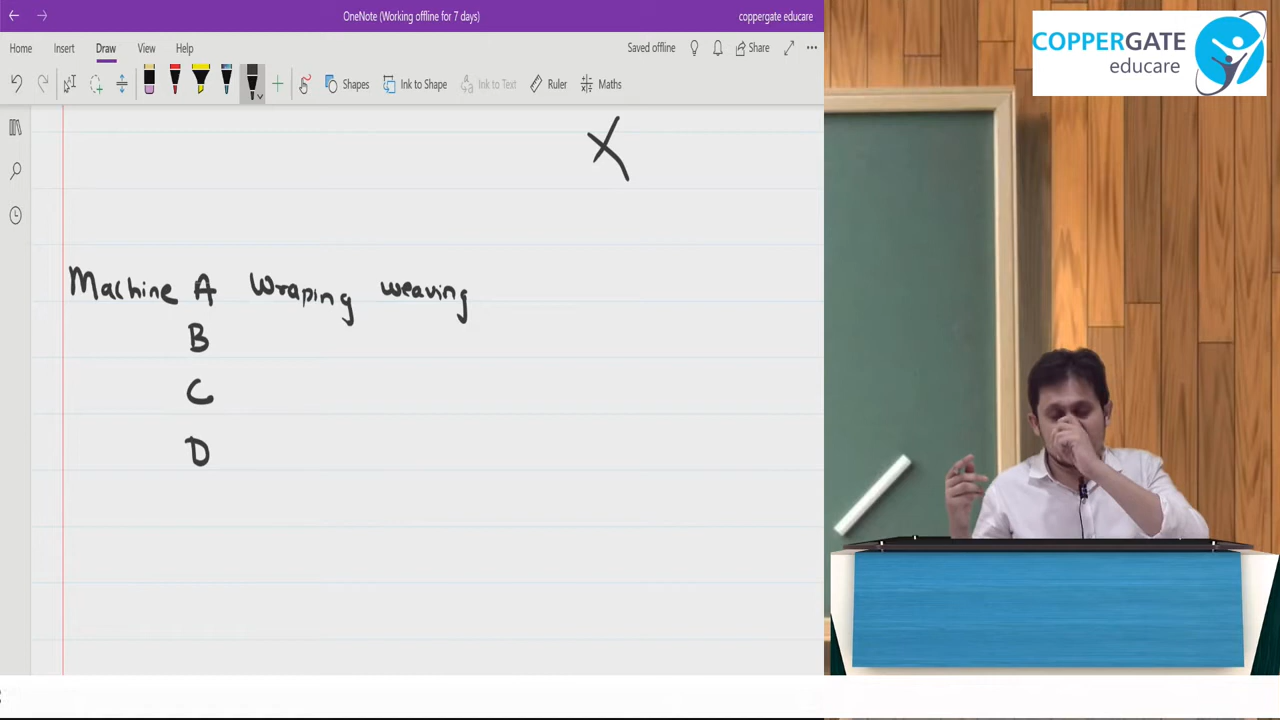 OneNote (Working offline for 7 days)
coppergate educare
Home Insert Draw View Help
Saved offline
Share
Shapes Ink to Shape Ink to Text Ruler Maths
COPPERGATE
educare
X
Machine A Wraping weaving
B
C
D